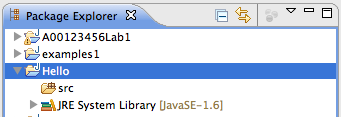 Package Explorer
A00123456Lab1
examples1
Hello
src
JRE System Library [JavaSE-1.6]